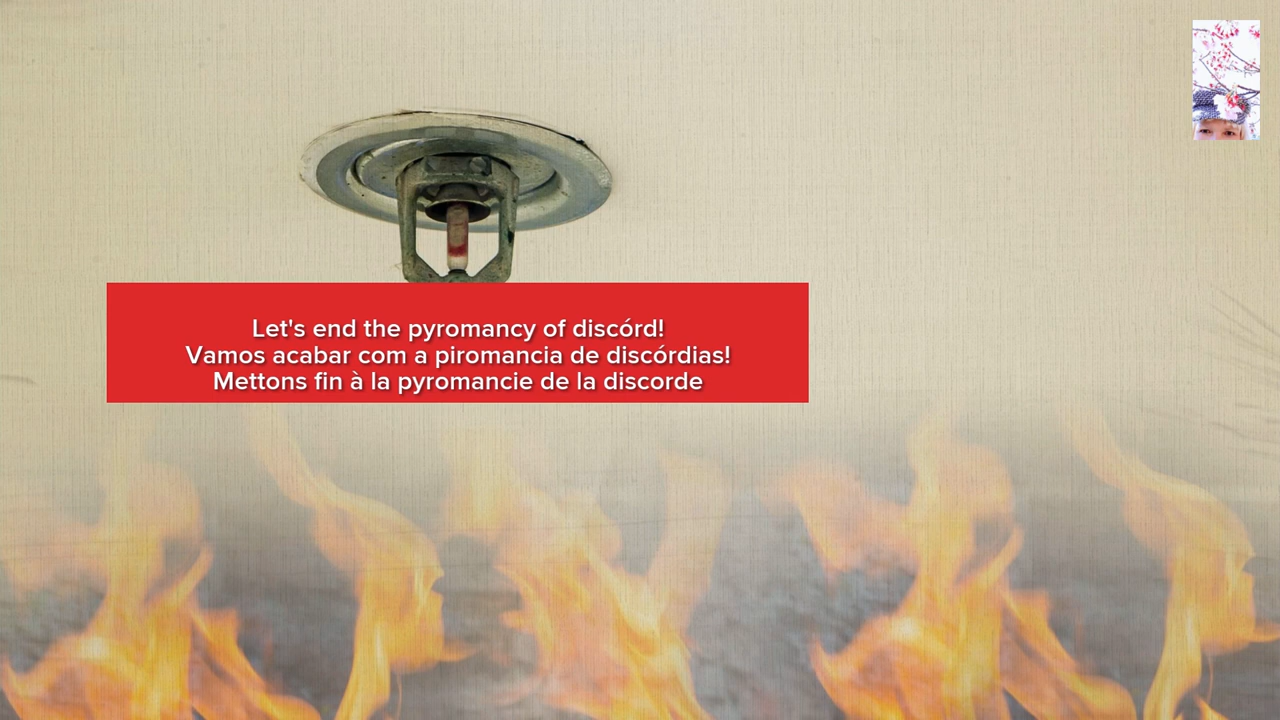 Let's end the pyromancy of discórd!
Vamos acabar com a piromancia de discórdias!
Mettons fin à la pyromancie de la discorde